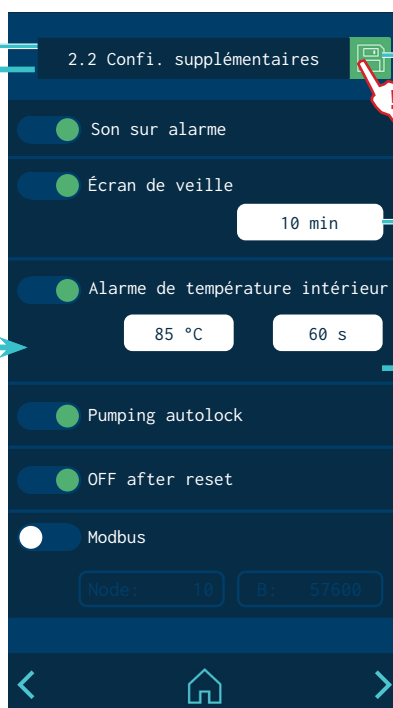 2.2 Confi. supplémentaires
!
Son sur alarme
Écran de veille
10 min
Alarme de température intérieur
85 °C 60 s
Pumping autolock
OFF after reset
Modbus
Node: 10 B: 57600